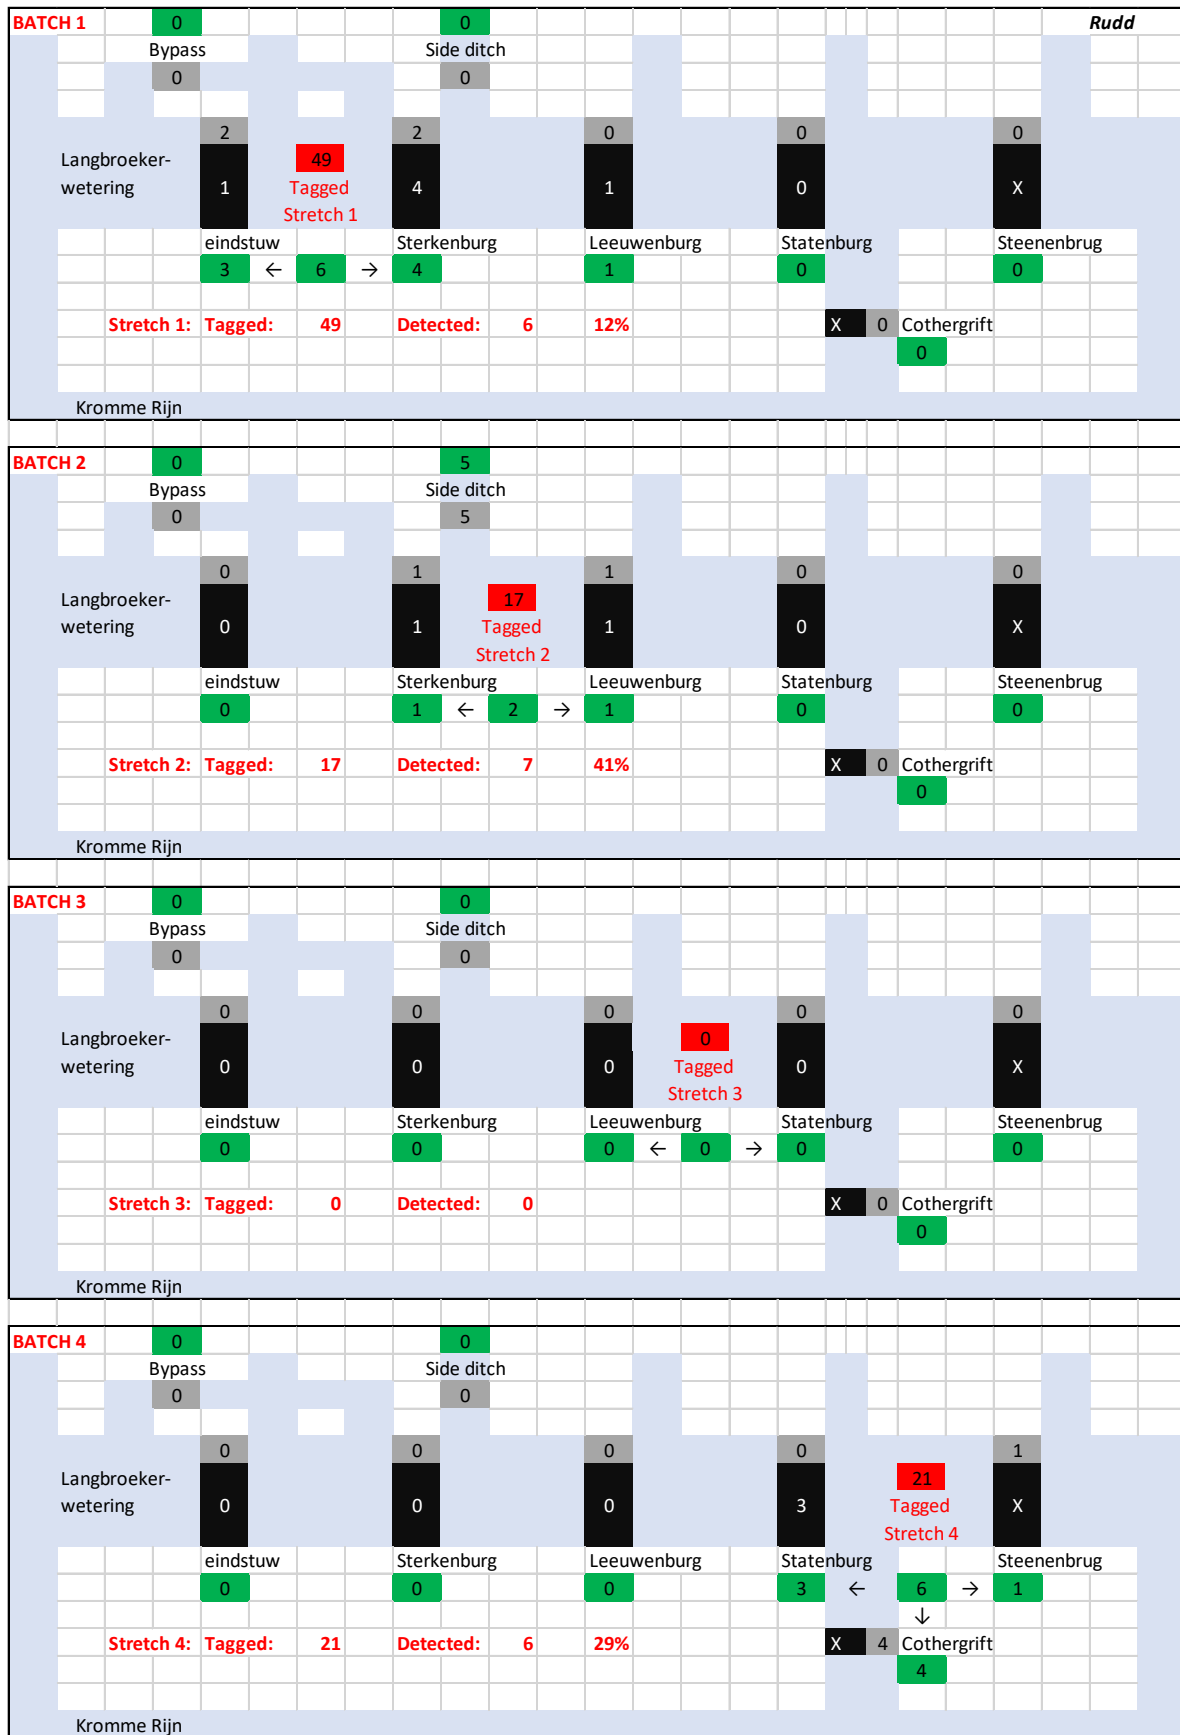 BATCH 1 0 0 Rudd
Bypass Side ditch
0 0
2 2 0 0 0
Langbroeker- 49
wetering 1 Tagged 4 1 0 X
Stretch 1
eindstuw Sterkenburg Leeuwenburg Statenburg Steenenbrug
3 ← 6 → 4 1 0 0
Stretch 1: Tagged: 49 Detected: 6 12% X 0 Cothergrift
0
Kromme Rijn
BATCH 2 0 5
Bypass Side ditch
0 5
0 1 1 0 0
Langbroeker- 17
wetering 0 1 Tagged 1 0 X
Stretch 2
eindstuw Sterkenburg Leeuwenburg Statenburg Steenenbrug
0 1 ← 2 → 1 0 0
Stretch 2: Tagged: 17 Detected: 7 41% X 0 Cothergrift
0
Kromme Rijn
BATCH 3 0 0
Bypass Side ditch
0 0
0 0 0 0 0
Langbroeker- 0
wetering 0 0 0 Tagged 0 X
Stretch 3
eindstuw Sterkenburg Leeuwenburg Statenburg Steenenbrug
0 0 0 ← 0 → 0 0
Stretch 3: Tagged: 0 Detected: 0 X 0 Cothergrift
0
Kromme Rijn
BATCH 4 0 0
Bypass Side ditch
0 0
0 0 0 0 1
Langbroeker- 21
wetering 0 0 0 3 Tagged X
Stretch 4
eindstuw Sterkenburg Leeuwenburg Statenburg Steenenbrug
0 0 0 3 ← 6 → 1
↓
Stretch 4: Tagged: 21 Detected: 6 29% X 4 Cothergrift
4
Kromme Rijn